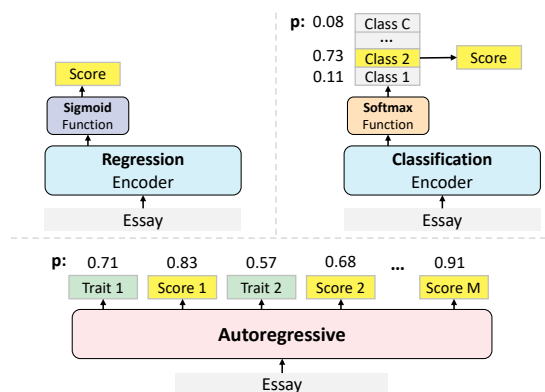 Score
Sigmoid
Function
Regression
Encoder
Essay
p: 0.08 Class C
...
0.73 Class 2 Score
0.11 Class 1
Softmax
Function
Classification
Encoder
Essay
p: 0.71 0.83 0.57 0.68 ... 0.91
Trait 1 Score 1 Trait 2 Score 2 Score M
Autoregressive
Essay